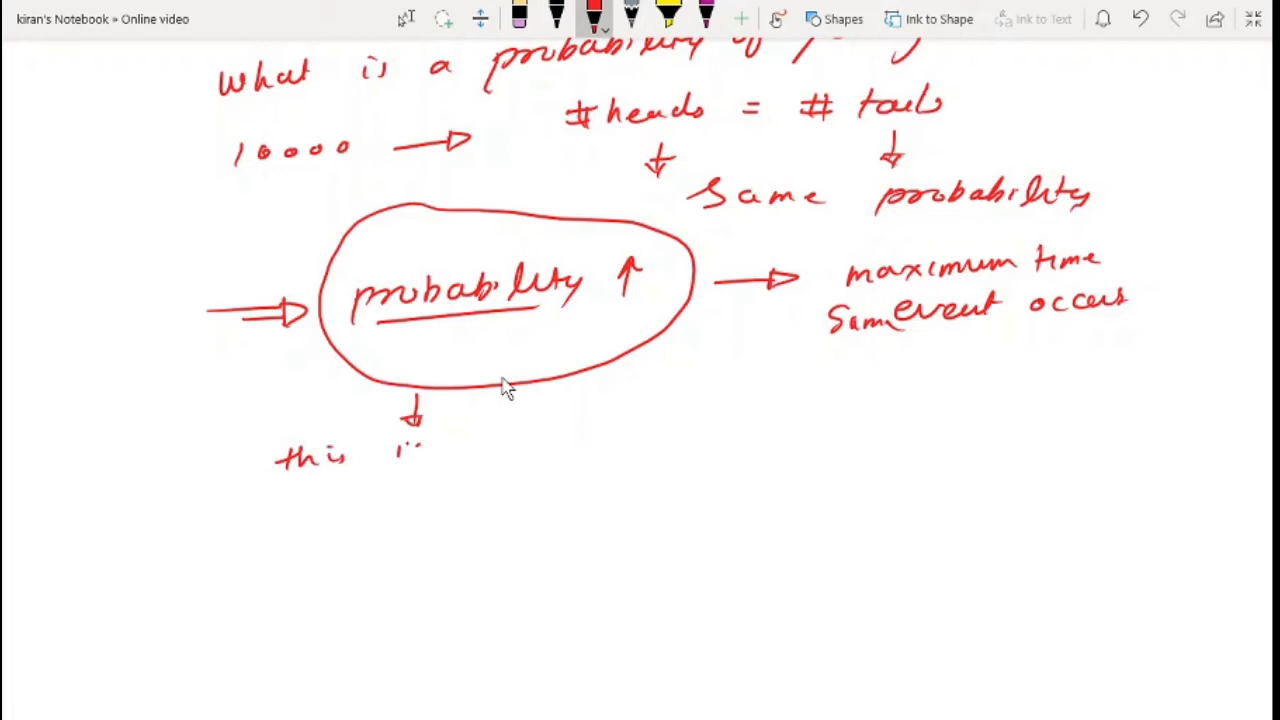 kiran's Notebook » Online video
Shapes
Ink to Shape
Ink to Text
What is a probability of
#heads = # tails
10000
Same probability
probability ↑
maximum time
Same event occurs
this